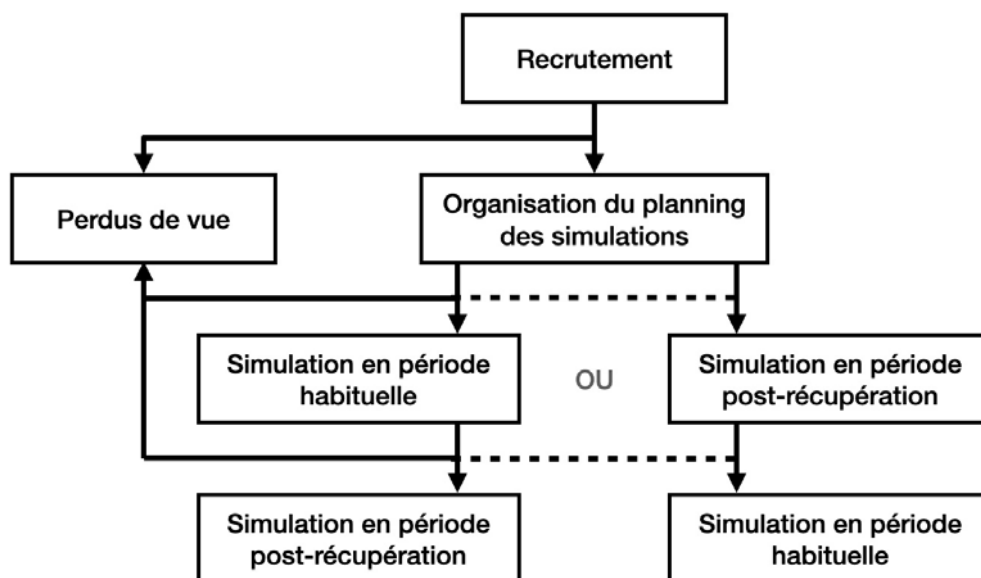 Recrutement
Perdus de vue
Organisation du planning
des simulations
Simulation en période
habituelle
OU
Simulation en période
post-récupération
Simulation en période
post-récupération
Simulation en période
habituelle